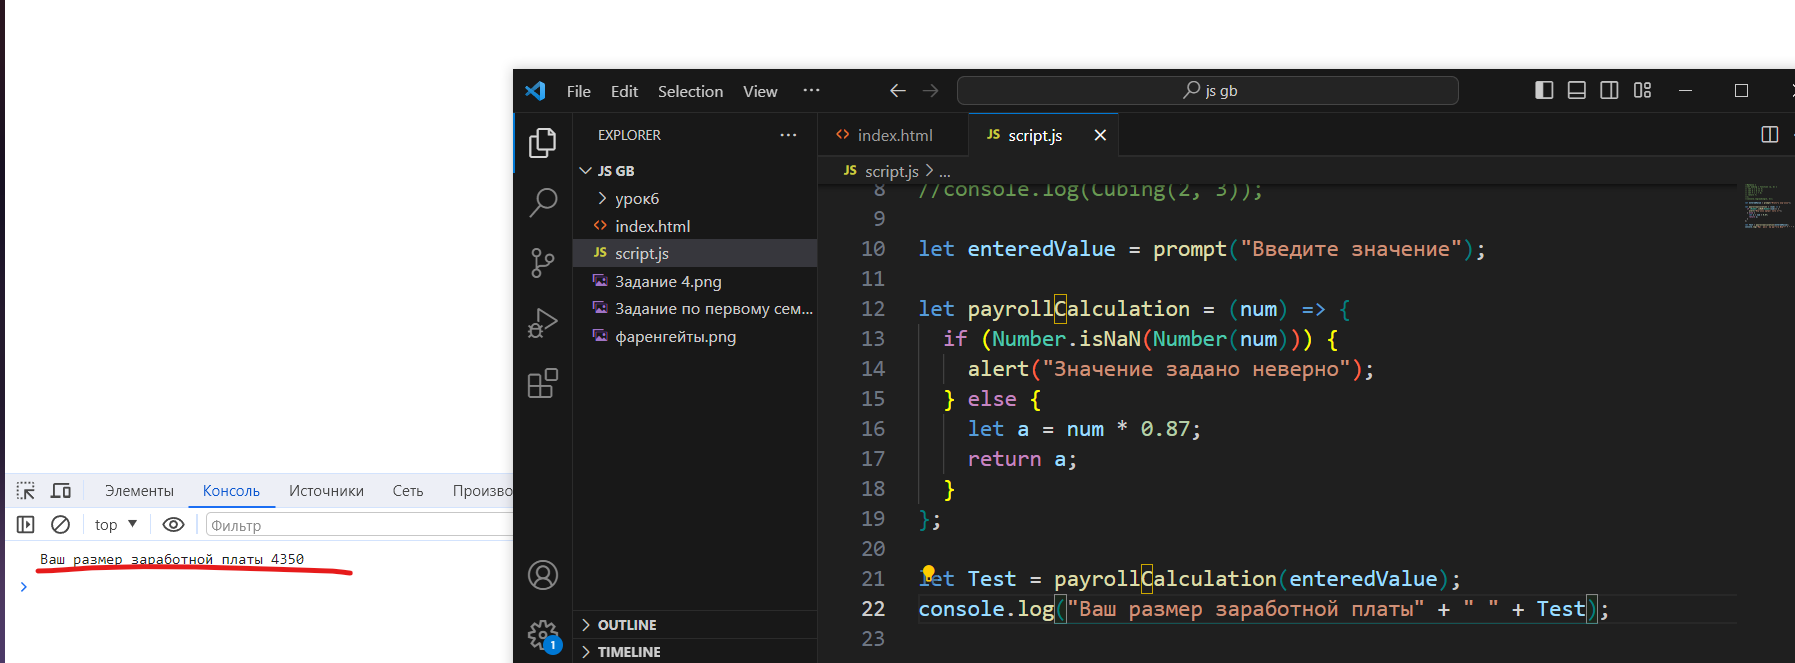 File Edit Selection View ···
js gb
EXPLORER ···
JS GB
урок6
index.html
script.js
Задание 4.png
Задание по первому сем...
фаренгейты.png
OUTLINE
TIMELINE
1
index.html
JS script.js
JS script.js > ...
8 //console.log(Cubing(2, 3));
9
10 let enteredValue = prompt("Введите значение");
11
12 let payrollCalculation = (num) => {
13 if (Number.isNaN(Number(num))) {
14 alert("Значение задано неверно");
15 } else {
16 let a = num * 0.87;
17 return a;
18 }
19 };
20
21 let Test = payrollCalculation(enteredValue);
22 console.log("Ваш размер заработной платы" + " " + Test);
23
Элементы Консоль Источники Сеть Произво
top Фильтр
Ваш размер заработной платы 4350